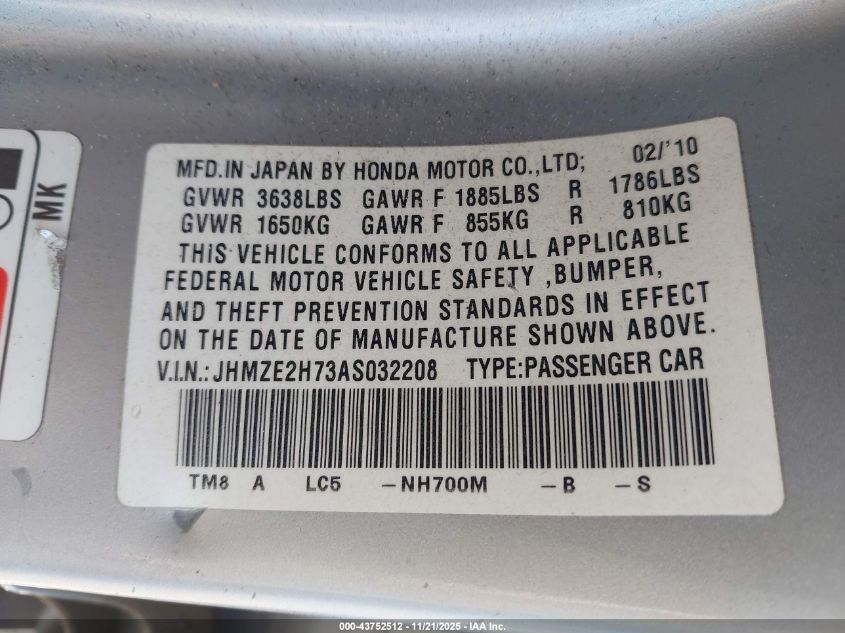 MFD.IN JAPAN BY HONDA MOTOR CO.,LTD; 02/'10
GVWR 3638LBS GAWR F 1885LBS R 1786LBS
GVWR 1650KG GAWR F 855KG R 810KG
THIS VEHICLE CONFORMS TO ALL APPLICABLE
FEDERAL MOTOR VEHICLE SAFETY ,BUMPER,
AND THEFT PREVENTION STANDARDS IN EFFECT
ON THE DATE OF MANUFACTURE SHOWN ABOVE.
V.I.N.: JHMZE2H73AS032208 TYPE:PASSENGER CAR
TM8 A LC5 -NH700M -B -S
MK
000-43752512 - 11/21/2025 - IAA Inc.